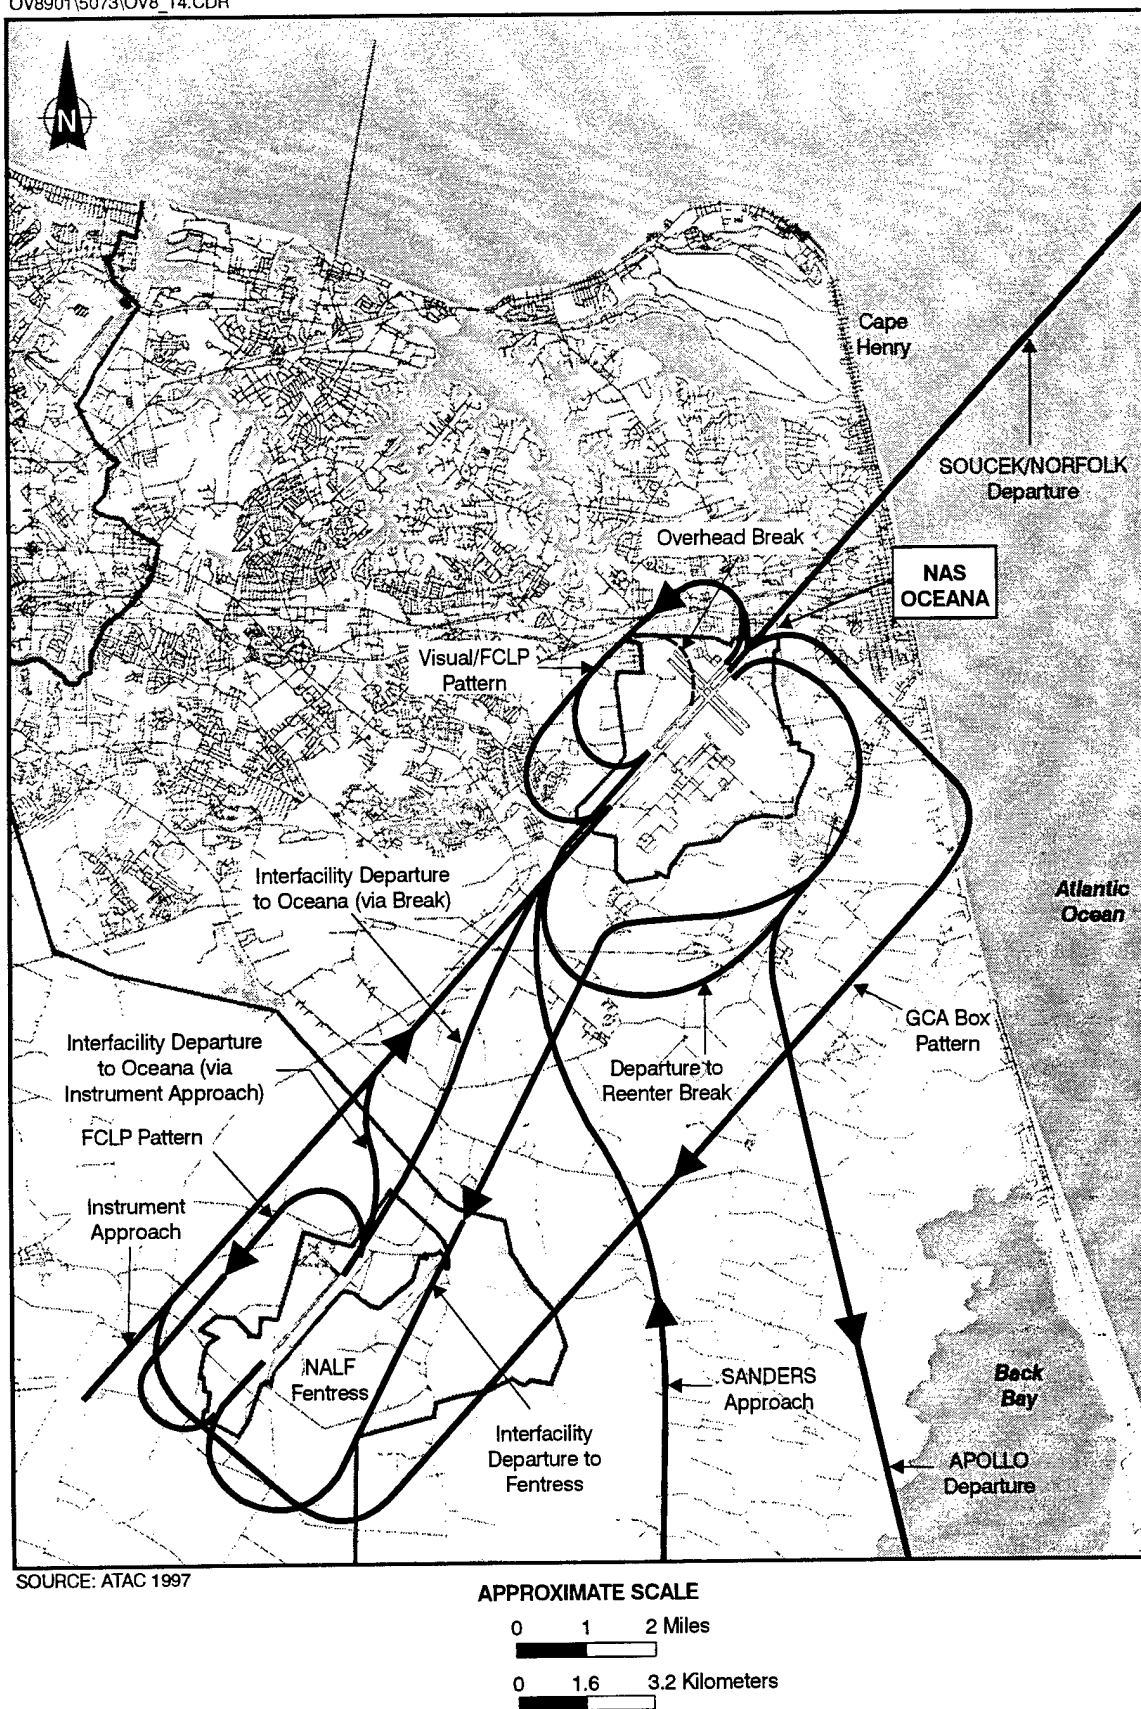 OV8901\5073\OV8_14.CDR
N
Cape
Henry
SOUCEK/NORFOLK
Departure
Overhead Break
NAS
OCEANA
Visual/FCLP
Pattern
Interfacility Departure
to Oceana (via Break)
Atlantic
Ocean
GCA Box
Pattern
Interfacility Departure
to Oceana (via
Instrument Approach)
Departure to
Reenter Break
FCLP Pattern
Instrument
Approach
NALF
Fentress
SANDERS
Approach
Back
Bay
Interfacility
Departure to
Fentress
APOLLO
Departure
SOURCE: ATAC 1997
APPROXIMATE SCALE
0 1 2 Miles
0 1.6 3.2 Kilometers